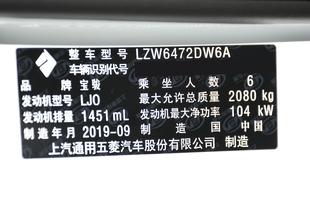 整车型号 LZW6472DW6A
车辆识别代号
品牌 宝骏 乘坐人数 6
发动机型号 LJO 最大允许总质量 2080 kg
发动机排量 1451 mL 发动机最大净功率 104 kW
制造年月 2019-09 制造国 中国
上汽通用五菱汽车股份有限公司 制造